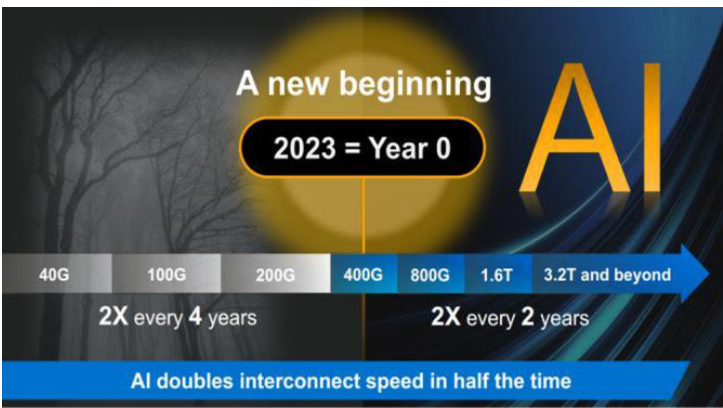 A new beginning
AI
2023 = Year 0
40G 100G 200G 400G 800G 1.6T 3.2T and beyond
2X every 4 years 2X every 2 years
AI doubles interconnect speed in half the time